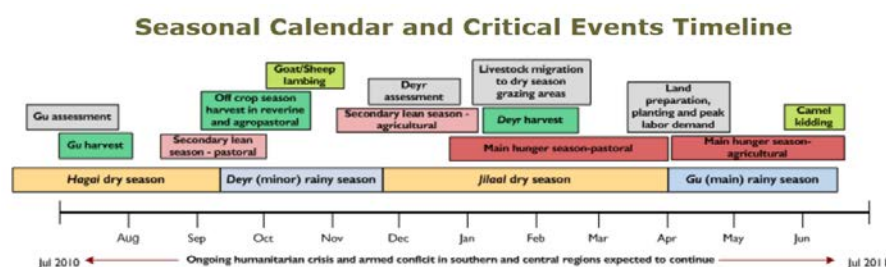 Seasonal Calendar and Critical Events Timeline
Goat/Sheep
lambing
Livestock migration
to dry season
grazing areas
Deyr
assessment
Land
preparation,
planting and peak
labor demand
Off crop season
harvest in reverine
and agropastoral
Gu assessment
Secondary lean season -
agricultural
Deyr harvest
Camel
kidding
Gu harvest
Secondary lean
season - pastoral
Main hunger season-pastoral
Main hunger season-
agricultural
Hagai dry season
Deyr (minor) rainy season
Jilaal dry season
Gu (main) rainy season
Aug Sep Oct Nov Dec Jan Feb Mar Apr May Jun
Jul 2010 Ongoing humanitarian crisis and armed conflict in southern and central regions expected to continue Jul 2011